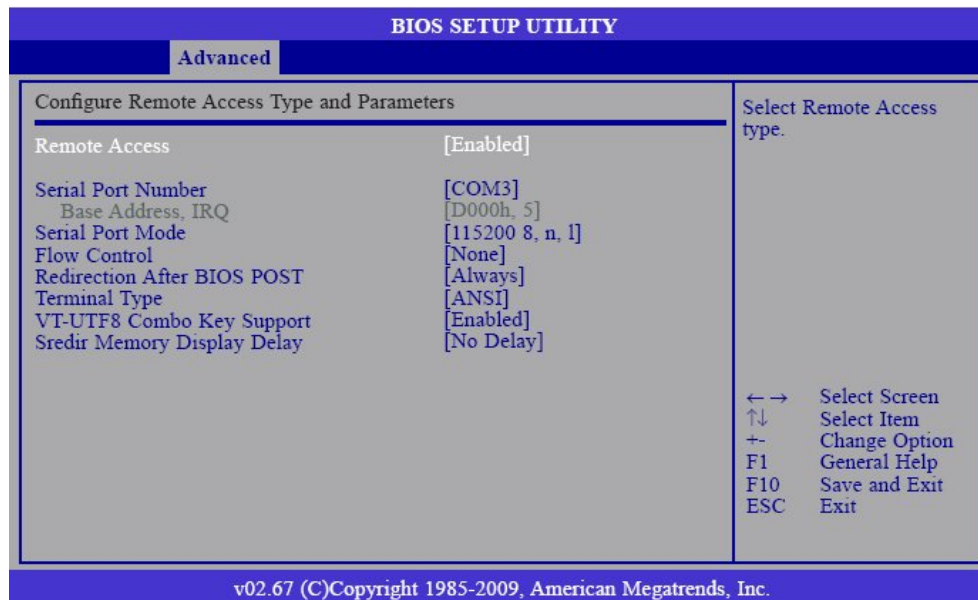 BIOS SETUP UTILITY
Advanced
Configure Remote Access Type and Parameters
Remote Access [Enabled]
Serial Port Number [COM3]
Base Address, IRQ [D000h, 5]
Serial Port Mode [115200 8, n, l]
Flow Control [None]
Redirection After BIOS POST [Always]
Terminal Type [ANSI]
VT-UTF8 Combo Key Support [Enabled]
Sredir Memory Display Delay [No Delay]
Select Remote Access
type.
←→ Select Screen
↑↓ Select Item
+- Change Option
F1 General Help
F10 Save and Exit
ESC Exit
v02.67 (C)Copyright 1985-2009, American Megatrends, Inc.